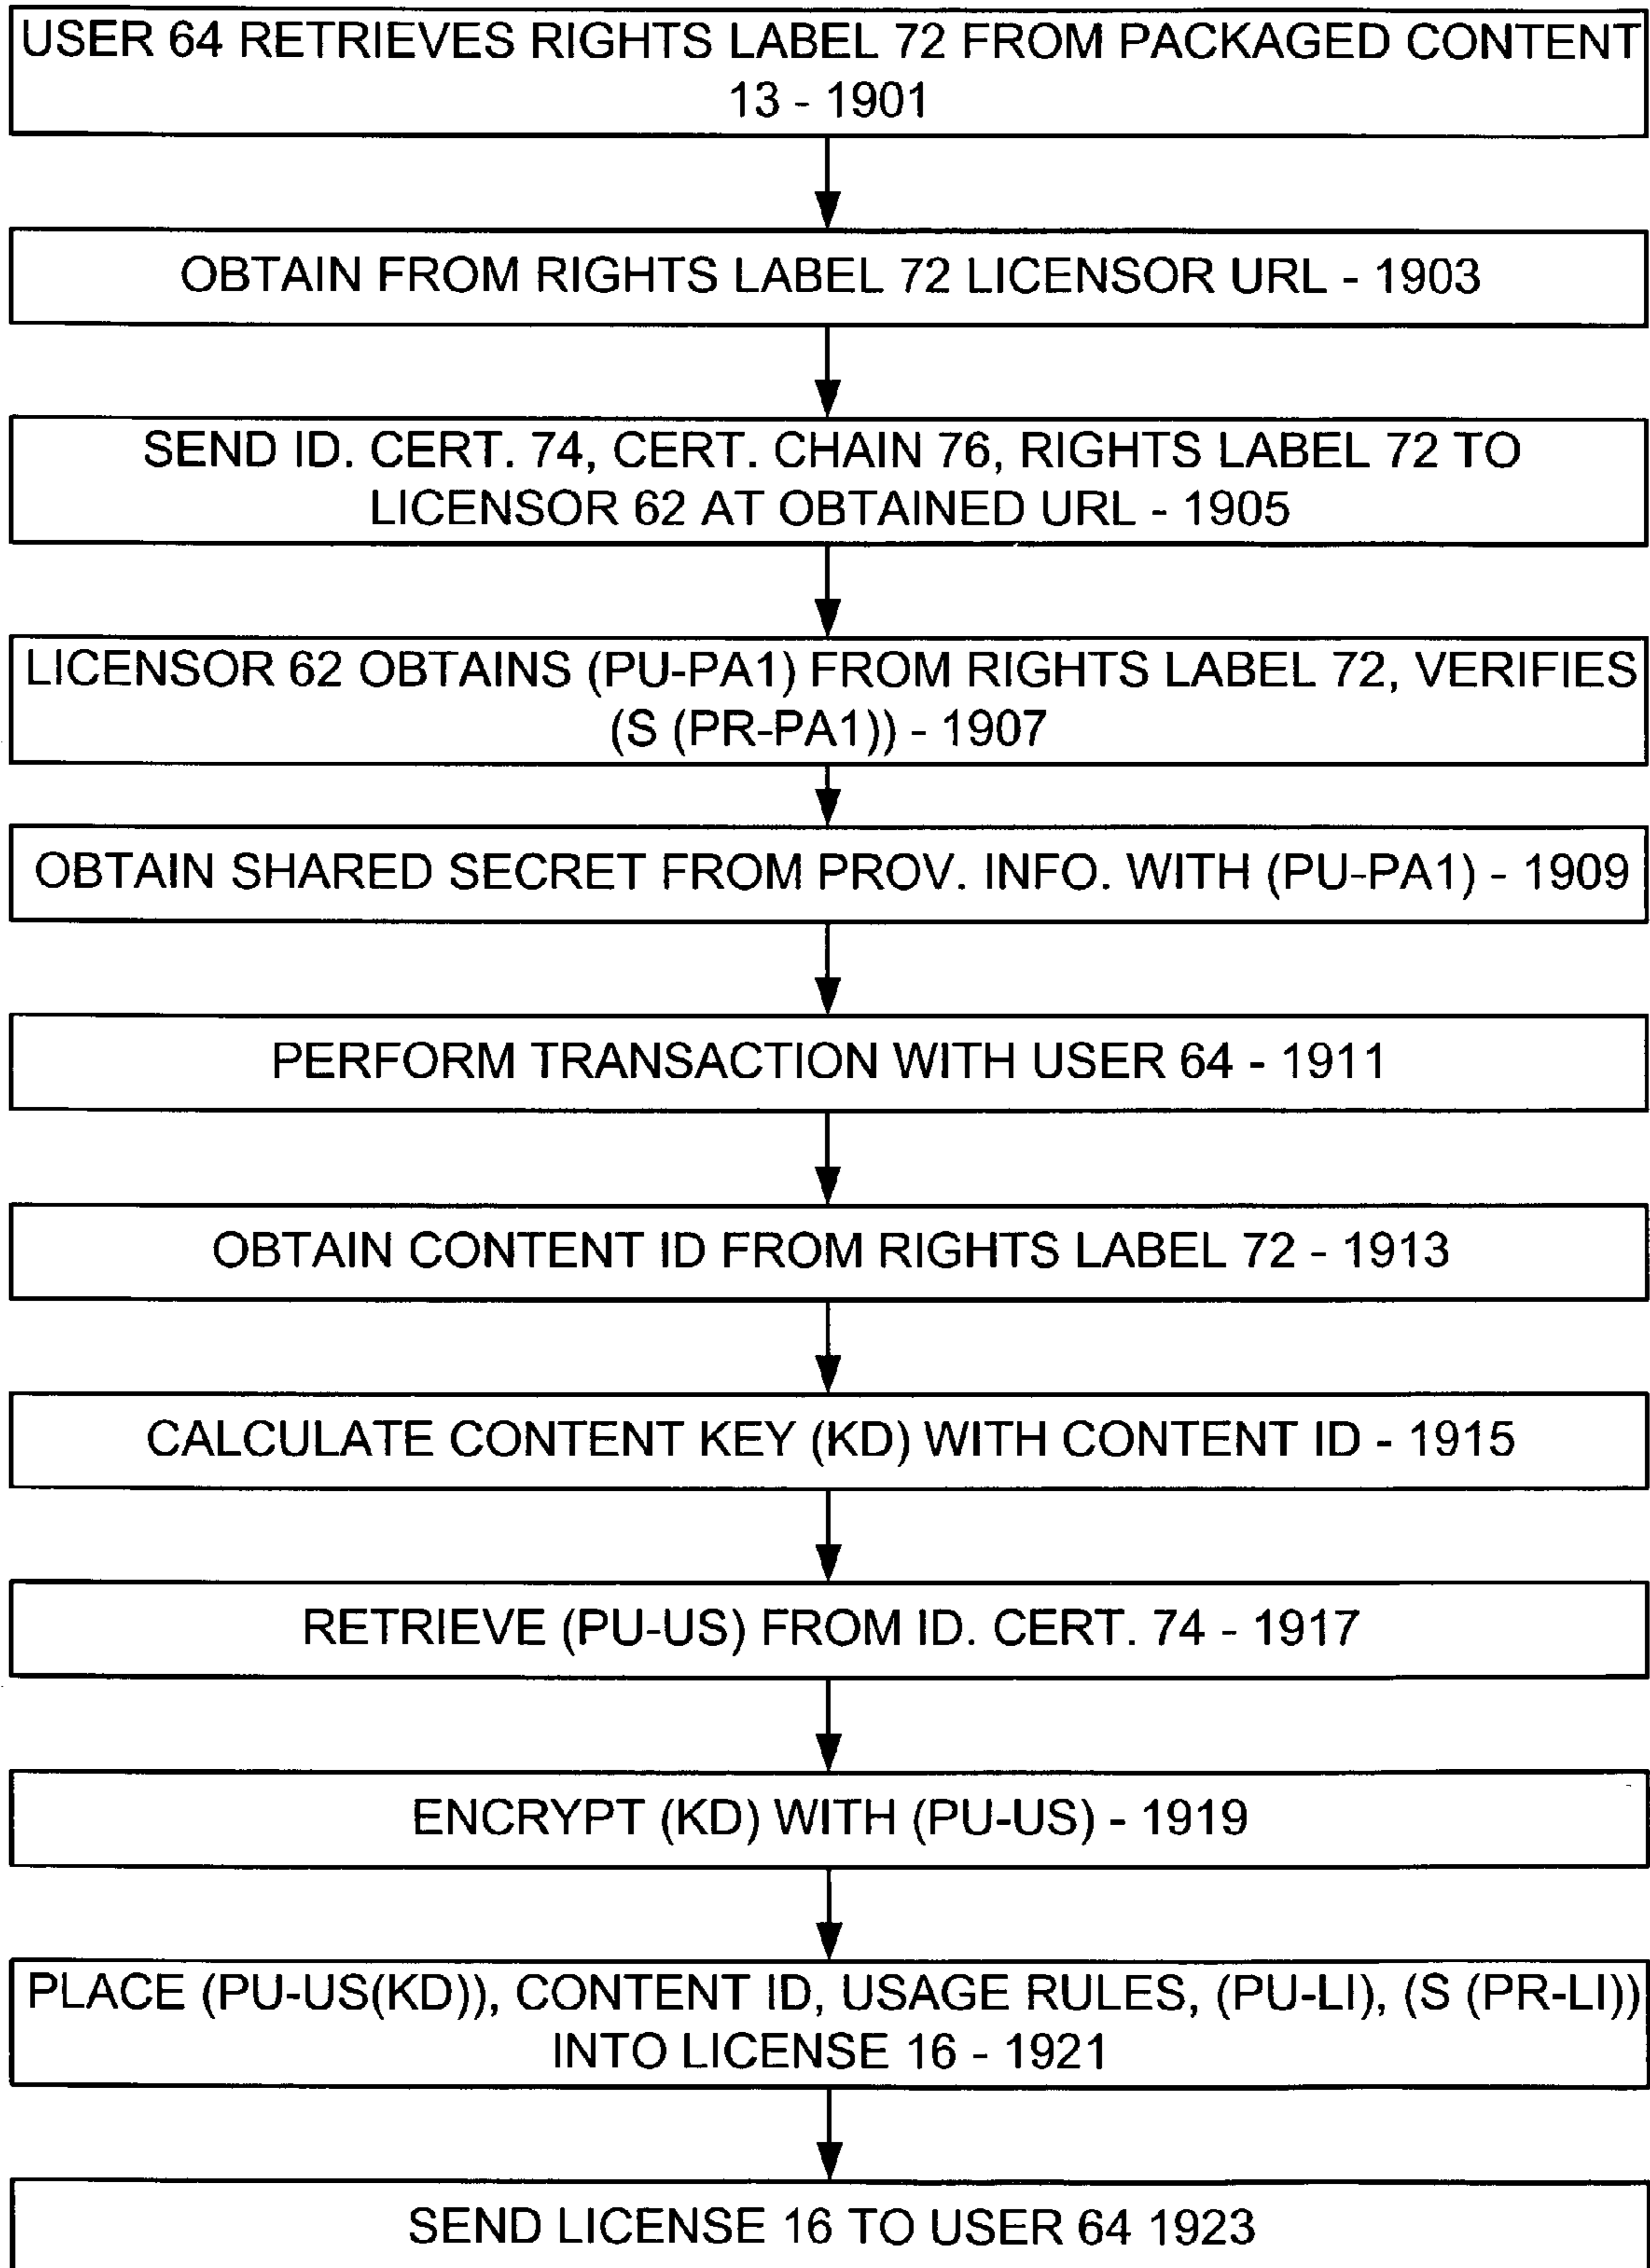 USER 64 RETRIEVES RIGHTS LABEL 72 FROM PACKAGED CONTENT
13 - 1901
OBTAIN FROM RIGHTS LABEL 72 LICENSOR URL - 1903
SEND ID. CERT. 74, CERT. CHAIN 76, RIGHTS LABEL 72 TO
LICENSOR 62 AT OBTAINED URL - 1905
LICENSOR 62 OBTAINS (PU-PA1) FROM RIGHTS LABEL 72, VERIFIES
(S (PR-PA1)) - 1907
OBTAIN SHARED SECRET FROM PROV. INFO. WITH (PU-PA1) - 1909
PERFORM TRANSACTION WITH USER 64 - 1911
OBTAIN CONTENT ID FROM RIGHTS LABEL 72 - 1913
CALCULATE CONTENT KEY (KD) WITH CONTENT ID - 1915
RETRIEVE (PU-US) FROM ID. CERT. 74 - 1917
ENCRYPT (KD) WITH (PU-US) - 1919
PLACE (PU-US(KD)), CONTENT ID, USAGE RULES, (PU-LI), (S (PR-LI))
INTO LICENSE 16 - 1921
SEND LICENSE 16 TO USER 64 1923